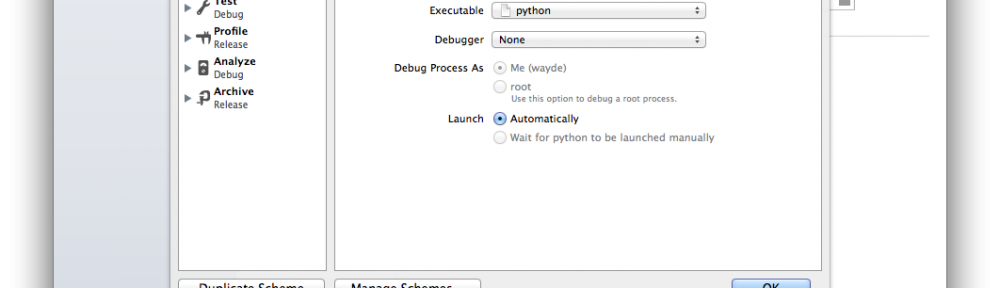 Test
Debug
Profile
Release
Analyze
Debug
Archive
Release
Executable python
Debugger None
Debug Process As Me (wayde)
root
Use this option to debug a root process.
Launch Automatically
Wait for python to be launched manually
Duplicate Scheme
Manage Schemes...
OK